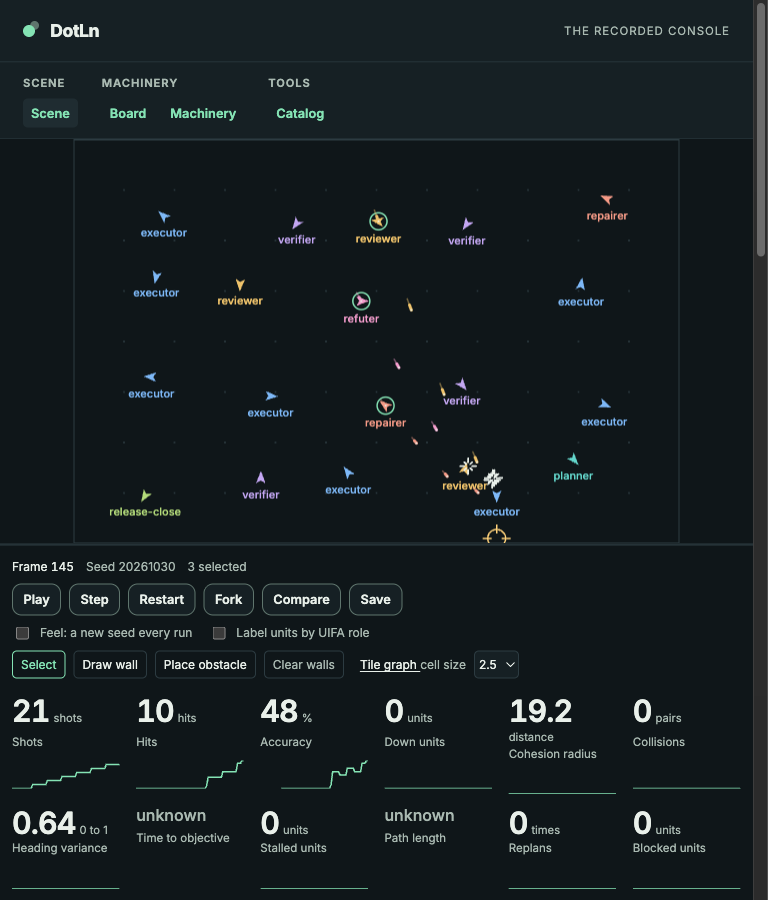 DotLn
THE RECORDED CONSOLE
SCENE MACHINERY TOOLS
Scene Board Machinery Catalog
repairer
executor
verifier
reviewer
verifier
executor
reviewer
executor
refuter
executor
executor
verifier
executor
repairer
executor
planner
reviewer
executor
verifier
release-close
executor
Frame 145 Seed 20261030 3 selected
Play Step Restart Fork Compare Save
Feel: a new seed every run Label units by UIFA role
Select Draw wall Place obstacle Clear walls Tile graph cell size 2.5
21 shots
Shots
10 hits
Hits
48 %
Accuracy
0 units
Down units
19.2
distance
Cohesion radius
0 pairs
Collisions
0.64 0 to 1
Heading variance
unknown
Time to objective
0 units
Stalled units
unknown
Path length
0 times
Replans
0 units
Blocked units